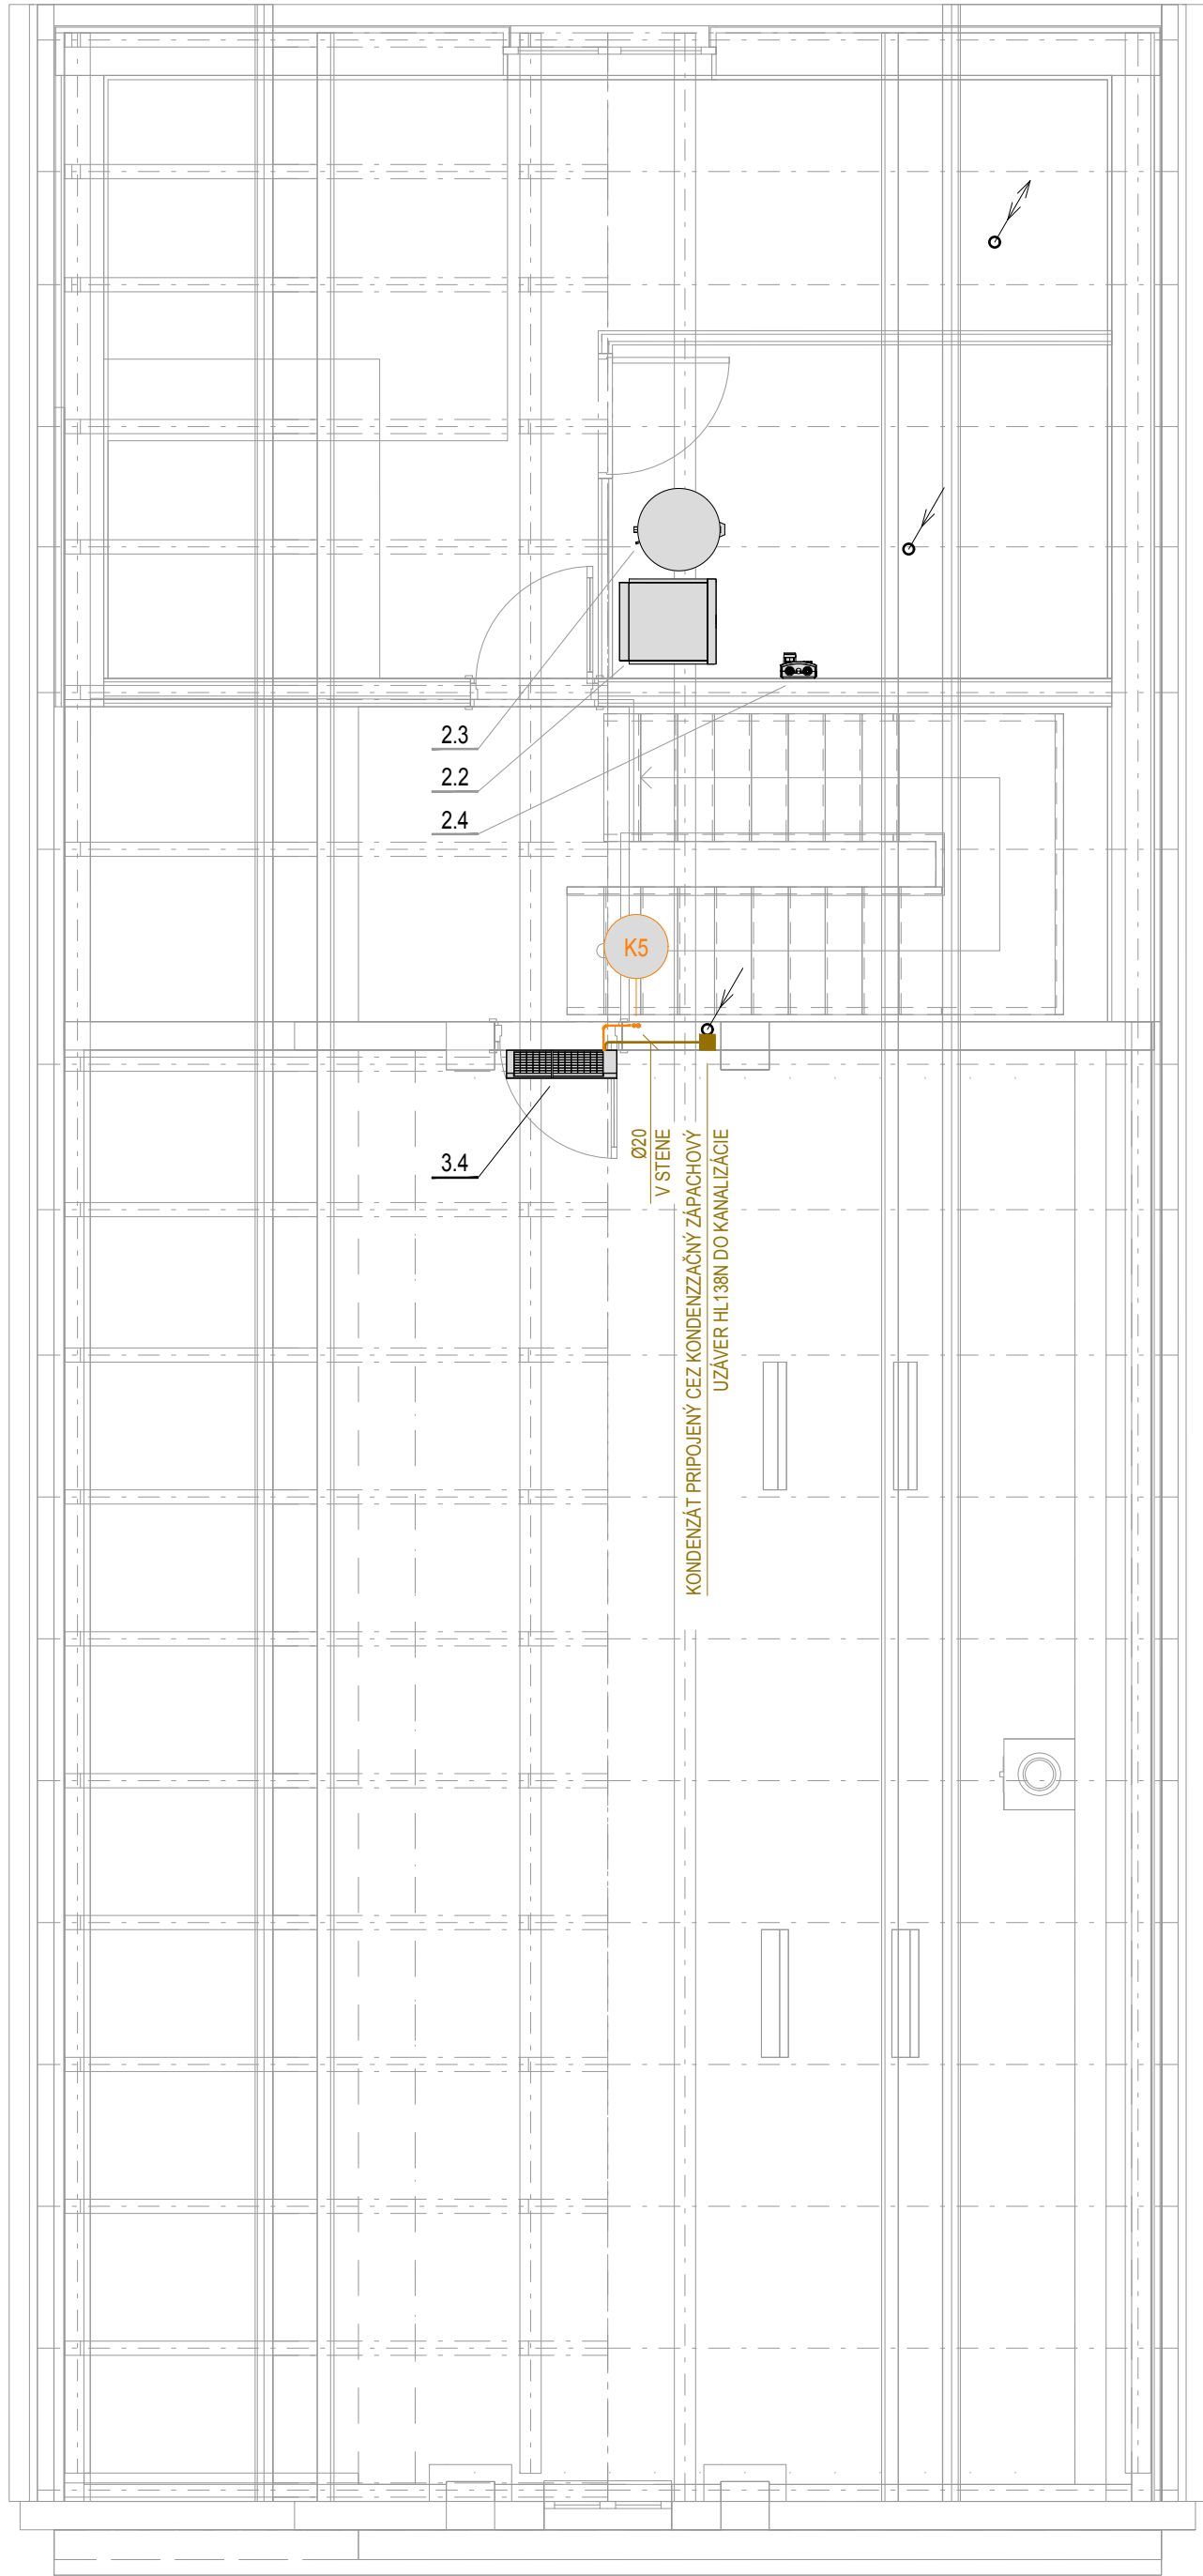 2.3
2.2
2.4
K5
3.4
Ø20
V STENE
KONDENZÁT PRIPOJENÝ CEZ KONDENZZAČNÝ ZÁPACHOVÝ
UZÁVER HL138N DO KANALIZÁCIE